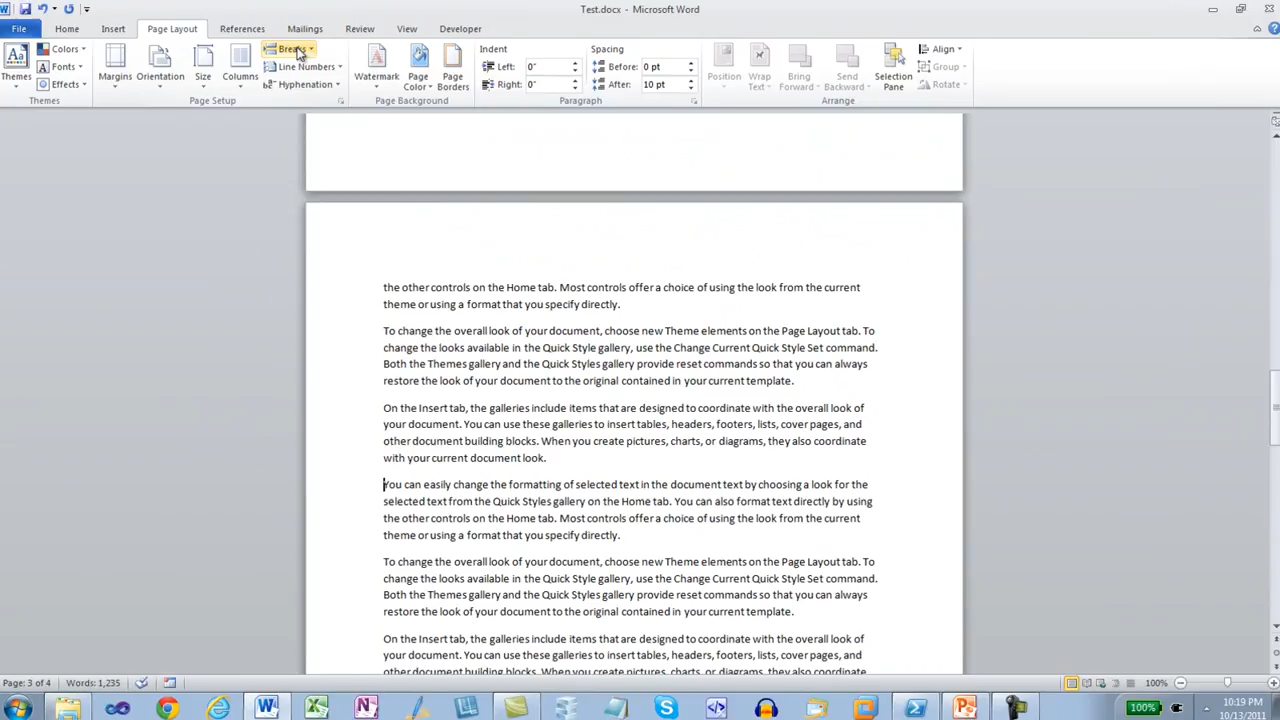 Test.docx - Microsoft Word
File Home Insert Page Layout References Mailings Review View Developer
Themes
Colors
Fonts
Effects
Themes
Margins
Orientation
Size
Columns
Breaks
Line Numbers
Hyphenation
Page Setup
Watermark
Page Color
Page Borders
Page Background
Indent
Left: 0"
Right: 0"
Spacing
Before: 0 pt
After: 10 pt
Paragraph
Position
Wrap Text
Bring Forward
Send Backward
Selection Pane
Align
Group
Rotate
Arrange
the other controls on the Home tab. Most controls offer a choice of using the look from the current
theme or using a format that you specify directly.
To change the overall look of your document, choose new Theme elements on the Page Layout tab. To
change the looks available in the Quick Style gallery, use the Change Current Quick Style Set command.
Both the Themes gallery and the Quick Styles gallery provide reset commands so that you can always
restore the look of your document to the original contained in your current template.
On the Insert tab, the galleries include items that are designed to coordinate with the overall look of
your document. You can use these galleries to insert tables, headers, footers, lists, cover pages, and
other document building blocks. When you create pictures, charts, or diagrams, they also coordinate
with your current document look.
You can easily change the formatting of selected text in the document text by choosing a look for the
selected text from the Quick Styles gallery on the Home tab. You can also format text directly by using
the other controls on the Home tab. Most controls offer a choice of using the look from the current
theme or using a format that you specify directly.
To change the overall look of your document, choose new Theme elements on the Page Layout tab. To
change the looks available in the Quick Style gallery, use the Change Current Quick Style Set command.
Both the Themes gallery and the Quick Styles gallery provide reset commands so that you can always
restore the look of your document to the original contained in your current template.
On the Insert tab, the galleries include items that are designed to coordinate with the overall look of
your document. You can use these galleries to insert tables, headers, footers, lists, cover pages, and
other document building blocks. When you create pictures, charts, or diagrams, they also coordinate
Page: 3 of 4 Words: 1,235 100%
100% 10:19 PM
10/13/2011